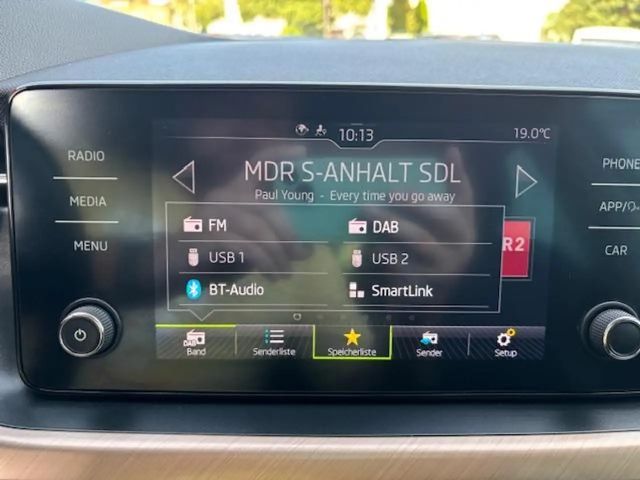 10:13
19.0°C
RADIO
MDR S-ANHALT SDL
PHONE
Paul Young - Every time you go away
MEDIA
APP/
FM
DAB
MENU
R2
CAR
USB 1
USB 2
BT-Audio
SmartLink
DAB
Band
Senderliste
Speicherliste
Sender
Setup